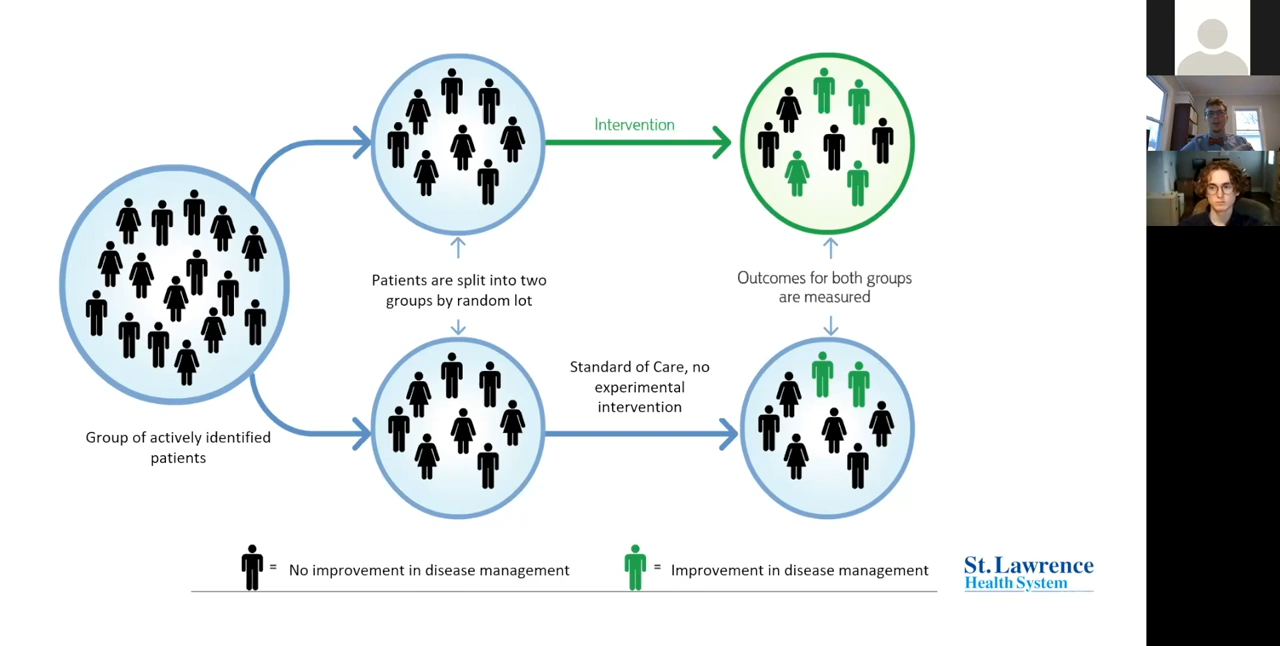 Intervention
Patients are split into two
groups by random lot
Outcomes for both groups
are measured
Standard of Care, no
experimental
intervention
Group of actively identified
patients
= No improvement in disease management
= Improvement in disease management
St. Lawrence
Health System